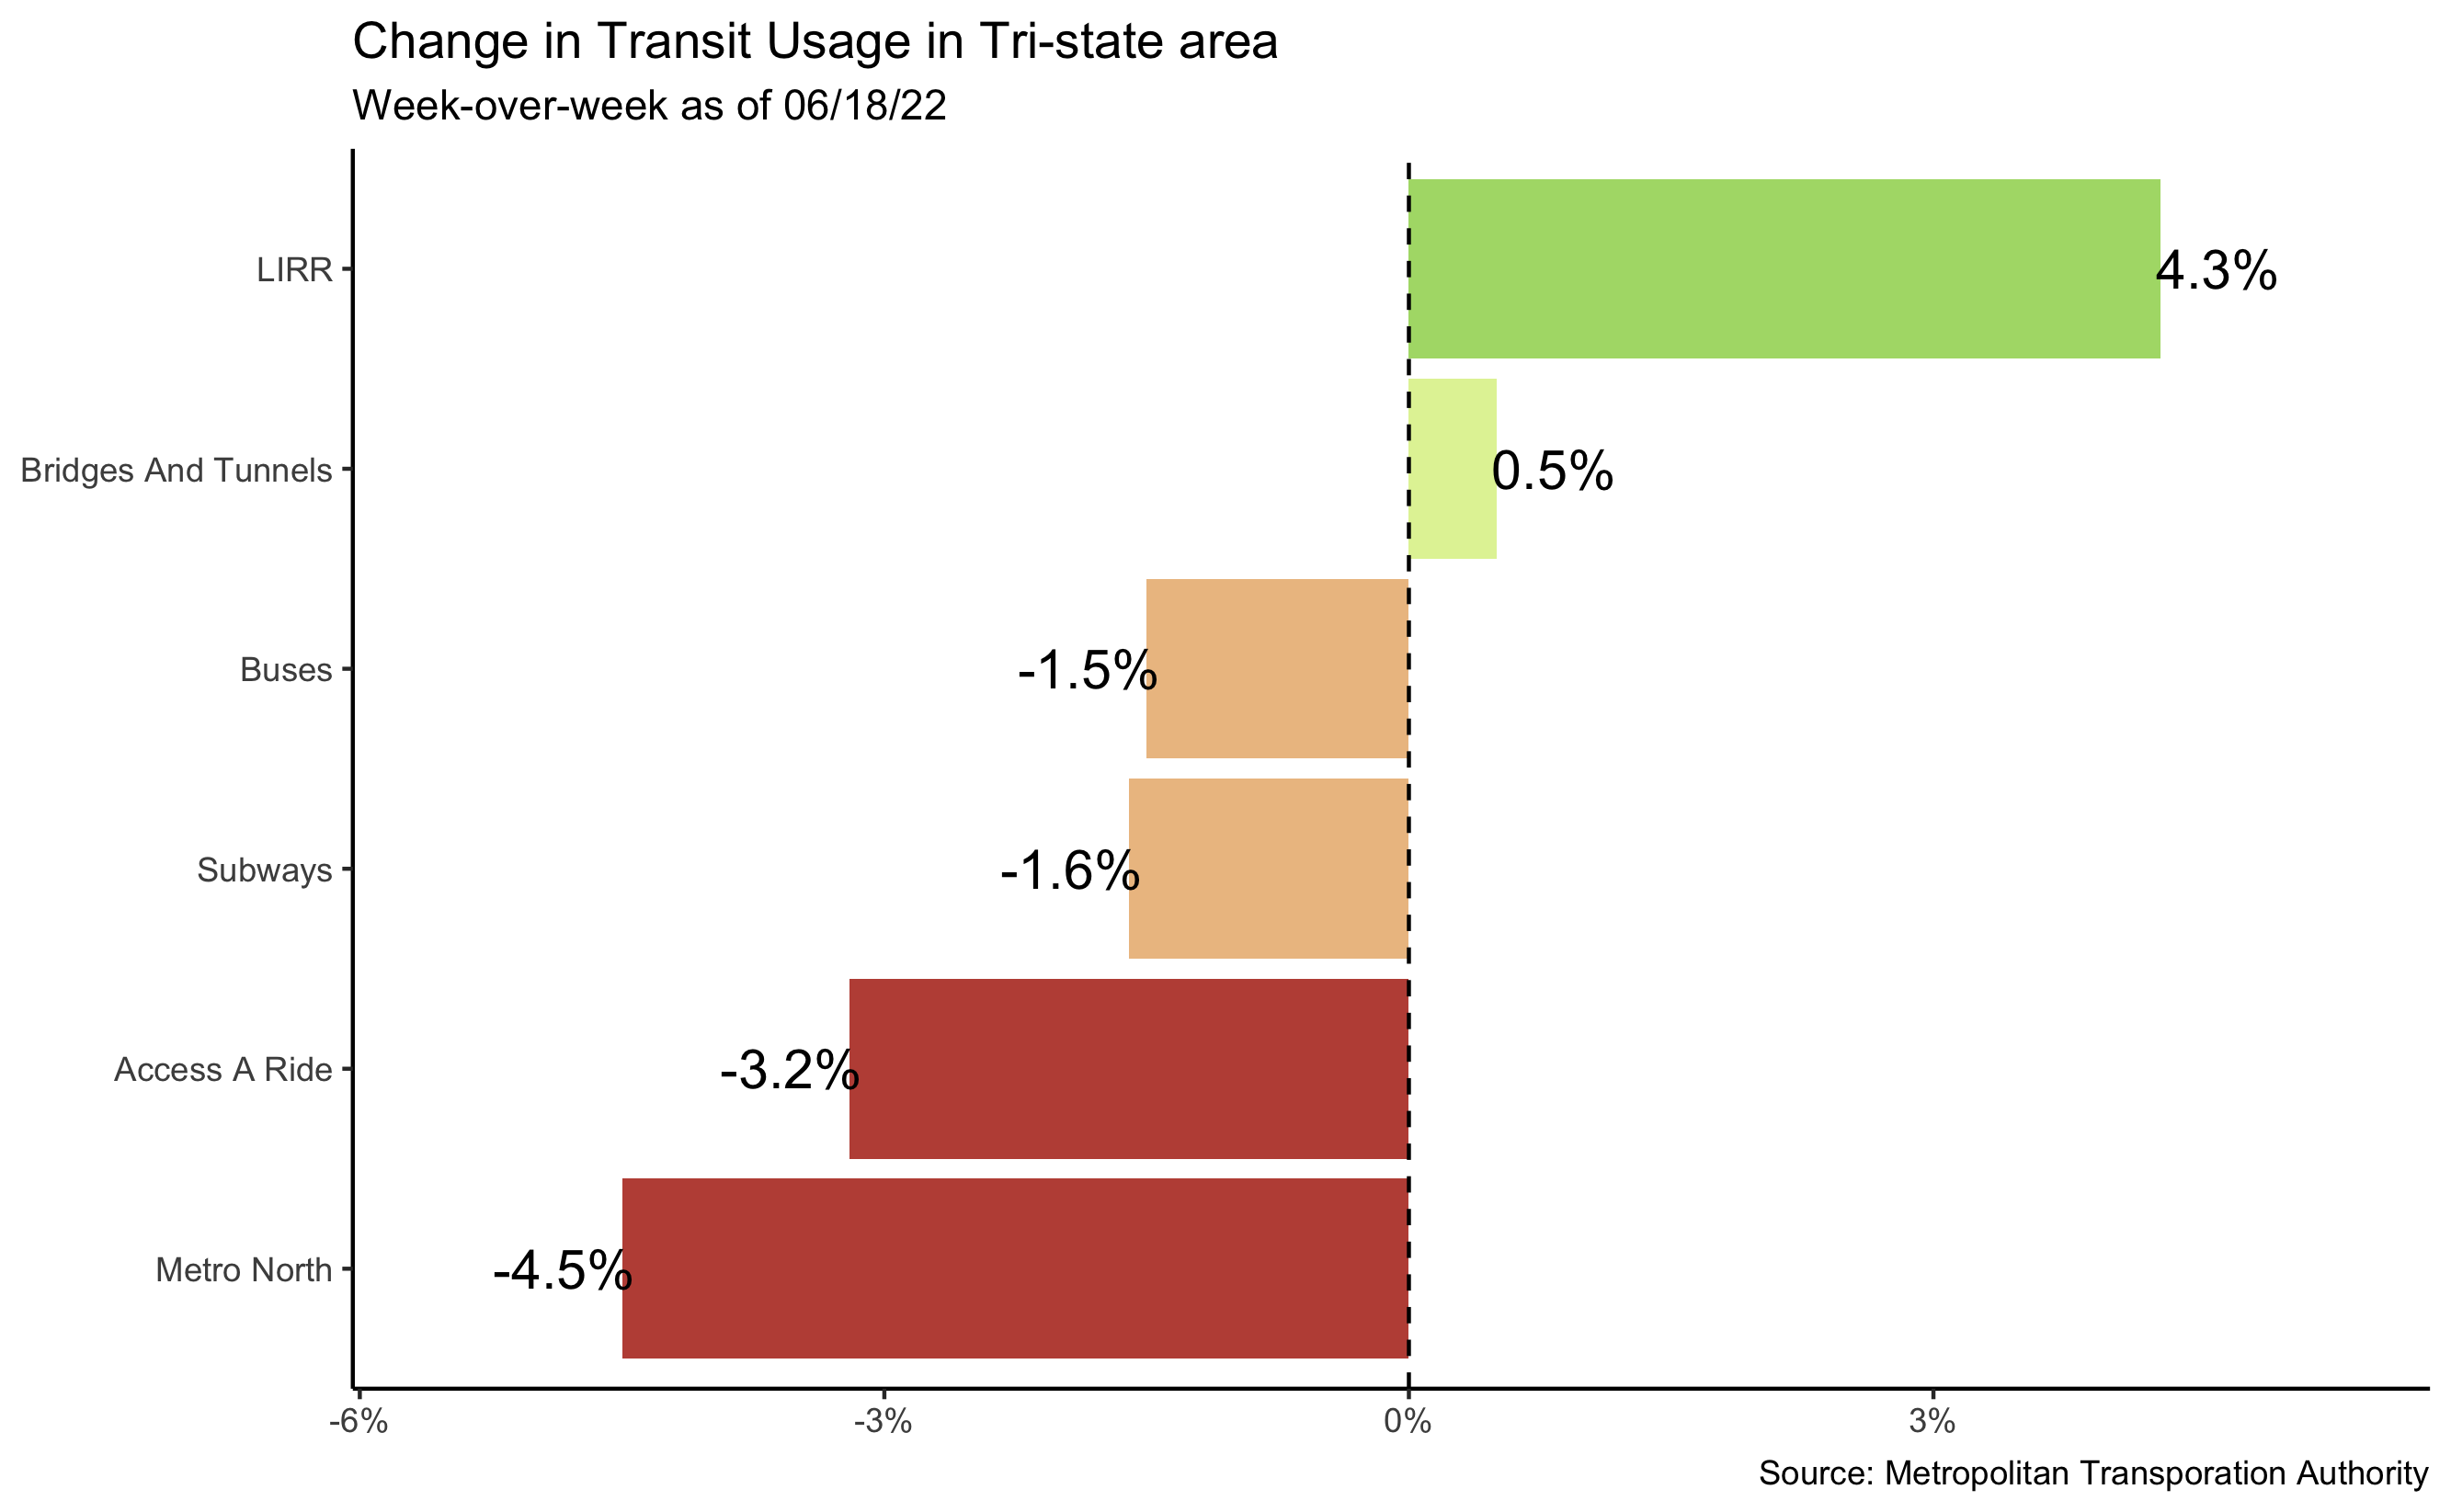 Change in Transit Usage in Tri-state area
Week-over-week as of 06/18/22
LIRR
4.3%
Bridges And Tunnels
0.5%
Buses
-1.5%
Subways
-1.6%
Access A Ride
-3.2%
Metro North
-4.5%
-6% -3% 0% 3%
Source: Metropolitan Transporation Authority